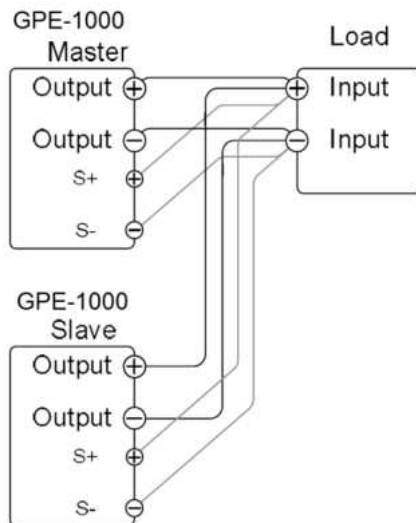 GPE-1000
Master
Output +
Output -
S+ +
S- -
Load
+ Input
- Input
GPE-1000
Slave
Output +
Output -
S+ +
S- -